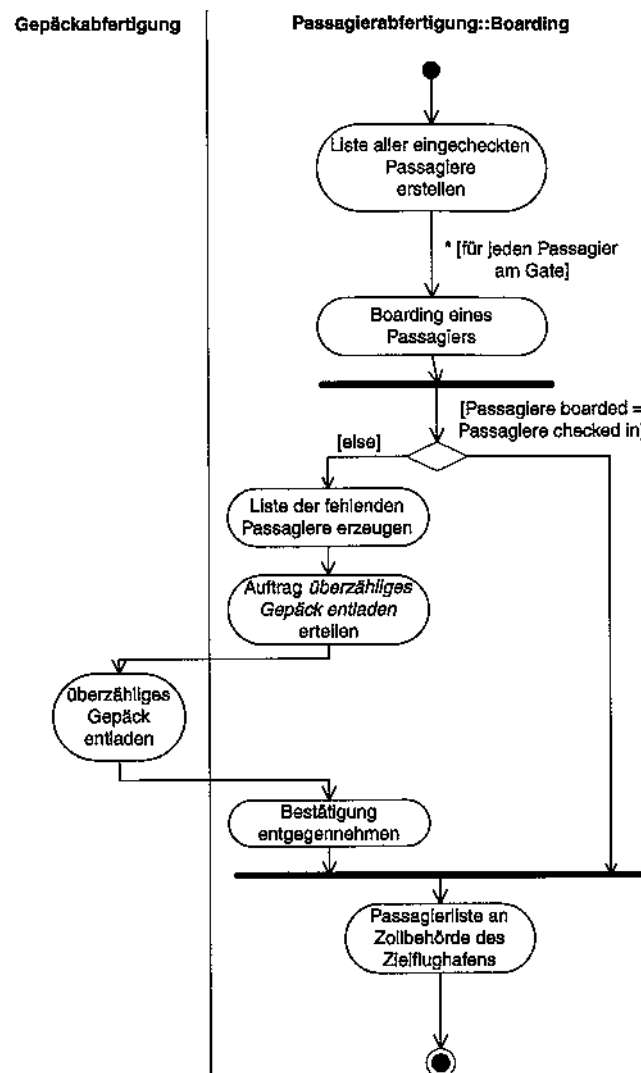 Gepäckabfertigung
Passagierabfertigung::Boarding
Liste aller eingecheckten
Passagiere
erstellen
* [für jeden Passagier
am Gate]
Boarding eines
Passagiers
[Passagiere boarded =
Passagiere checked in]
[else]
Liste der fehlenden
Passagiere erzeugen
Auftrag überzähliges
Gepäck entladen
erteilen
überzähliges
Gepäck
entladen
Bestätigung
entgegennehmen
Passagierliste an
Zollbehörde des
Zielflughafens